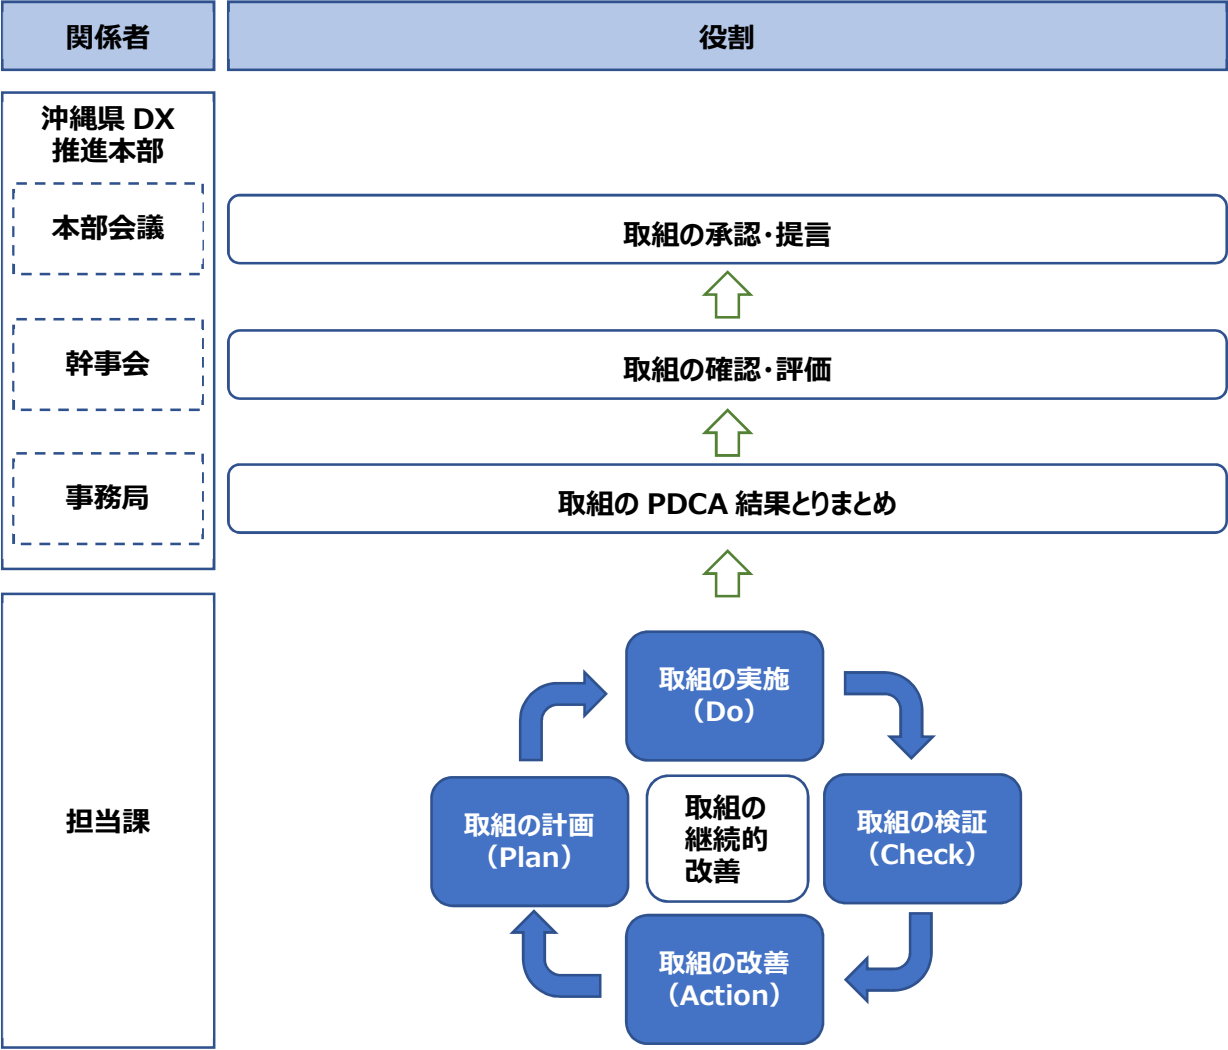 関係者
役割
沖縄県 DX
推進本部
本部会議
取組の承認・提言
幹事会
取組の確認・評価
事務局
取組の PDCA 結果とりまとめ
担当課
取組の実施
（Do）
取組の計画
（Plan）
取組の
継続的
改善
取組の検証
（Check）
取組の改善
（Action）